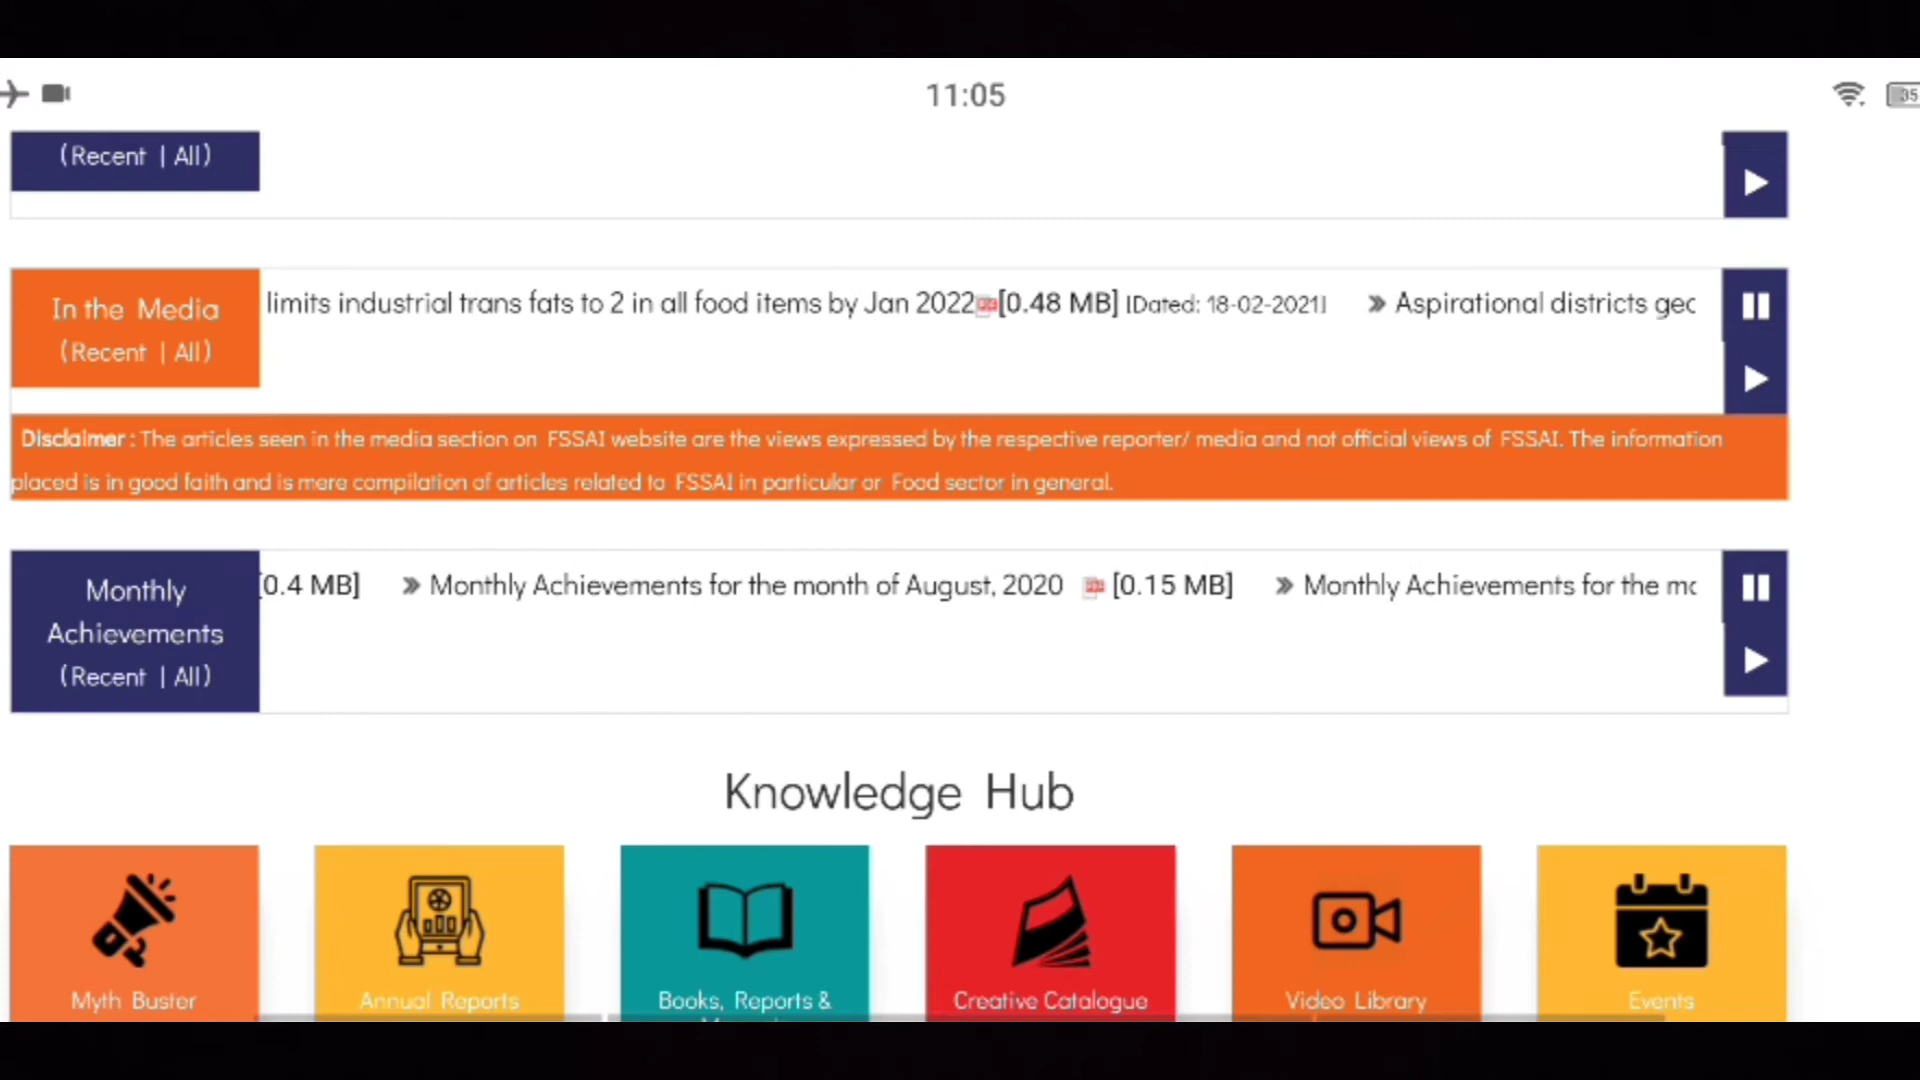 11:05
35
(Recent | All)
In the Media
(Recent | All)
limits industrial trans fats to 2 in all food items by Jan 2022 [0.48 MB] [Dated: 18-02-2021] » Aspirational districts gec
Disclaimer : The articles seen in the media section on FSSAI website are the views expressed by the respective reporter/ media and not official views of FSSAI. The information
placed is in good faith and is mere compilation of articles related to FSSAI in particular or Food sector in general.
Monthly
Achievements
(Recent | All)
[0.4 MB] » Monthly Achievements for the month of August, 2020 [0.15 MB] » Monthly Achievements for the mo
Knowledge Hub
Myth Buster
Annual Reports
Books, Reports &
Creative Catalogue
Video Library
Events